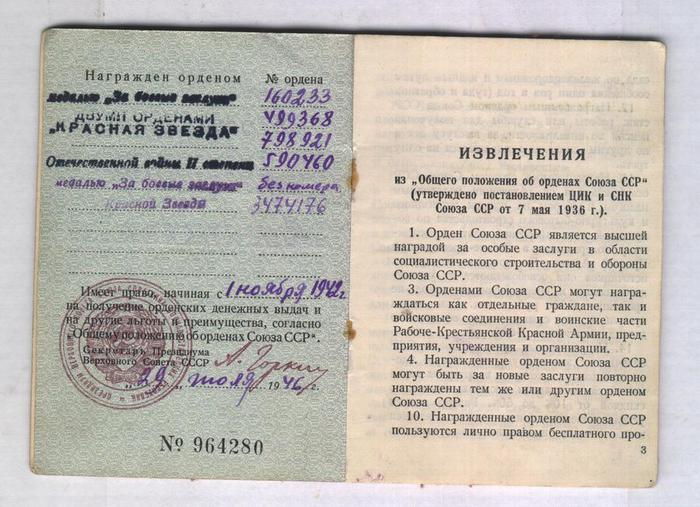 Награжден орденом № ордена
медалью „За боевые заслуги" 160233
ДВУМЯ ОРДЕНАМИ 499368
„КРАСНАЯ ЗВЕЗДА" 798921
Отечественной войны II степени 590460
медалью „За боевые заслуги" без номера
Красной Звезды 3474176
Имеет право, начиная с 1 ноября 1942 г.
на получение орденских денежных выдач и
на другие льготы и преимущества, согласно
„Общему положению об орденах Союза ССР".
Секретарь Президиума
Верховного Совета СССР А. Горкин
„29" июля 1946 г.
№ 964280
ИЗВЛЕЧЕНИЯ
из „Общего положения об орденах Союза ССР"
(утверждено постановлением ЦИК и СНК
Союза ССР от 7 мая 1936 г.).
1. Орден Союза ССР является высшей
наградой за особые заслуги в области
социалистического строительства и обороны
Союза ССР.
3. Орденами Союза ССР могут на-
граждаться как отдельные граждане, так и
войсковые соединения и воинские части
Рабоче-Крестьянской Красной Армии, пред-
приятия, учреждения и организации.
4. Награжденные орденом Союза ССР
могут быть за новые заслуги повторно
награждены тем же или другим орденом
Союза ССР.
10. Награжденные орденом Союза ССР
пользуются лично правом бесплатного про-
3